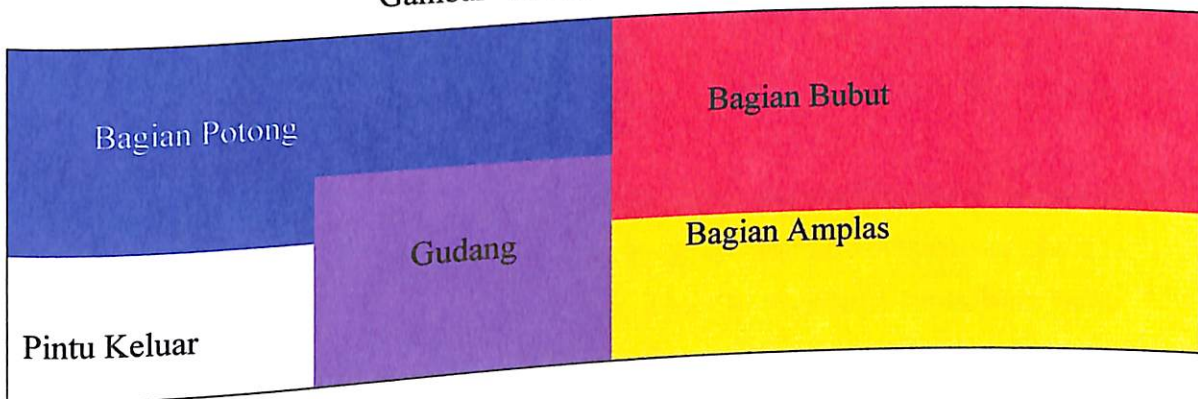 Bagian Potong
Bagian Bubut
Gudang
Bagian Amplas
Pintu Keluar